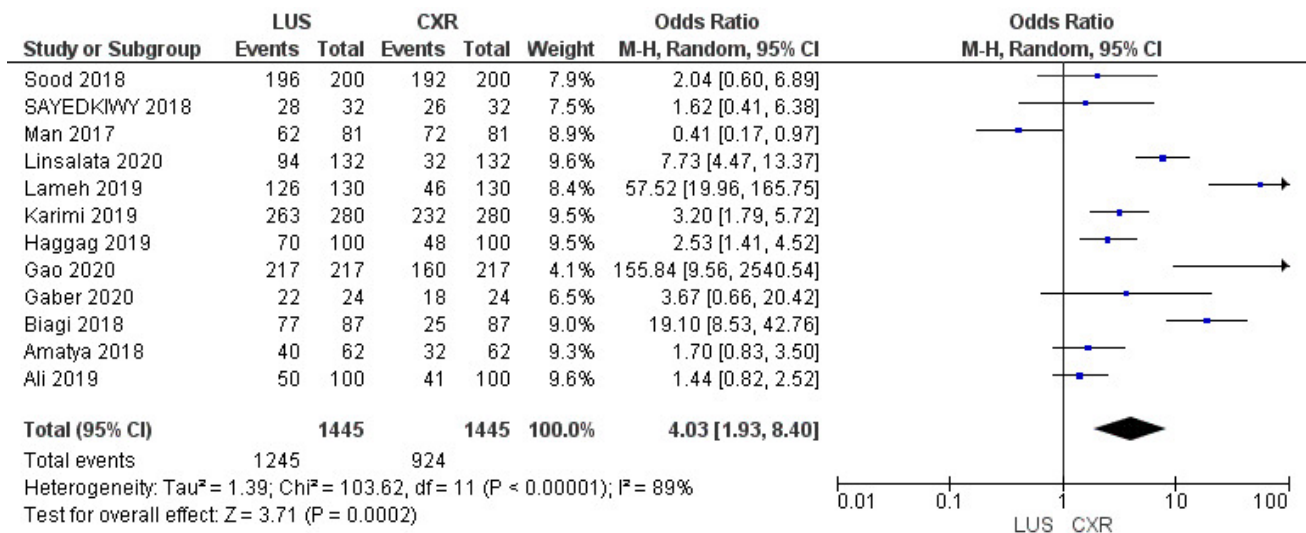 LUS CXR Odds Ratio Odds Ratio
Study or Subgroup Events Total Events Total Weight M-H, Random, 95% CI M-H, Random, 95% CI
Sood 2018 196 200 192 200 7.9% 2.04 [0.60, 6.89]
SAYEDKIWY 2018 28 32 26 32 7.5% 1.62 [0.41, 6.38]
Man 2017 62 81 72 81 8.9% 0.41 [0.17, 0.97]
Linsalata 2020 94 132 32 132 9.6% 7.73 [4.47, 13.37]
Lameh 2019 126 130 46 130 8.4% 57.52 [19.96, 165.75]
Karimi 2019 263 280 232 280 9.5% 3.20 [1.79, 5.72]
Haggag 2019 70 100 48 100 9.5% 2.53 [1.41, 4.52]
Gao 2020 217 217 160 217 4.1% 155.84 [9.56, 2540.54]
Gaber 2020 22 24 18 24 6.5% 3.67 [0.66, 20.42]
Biagi 2018 77 87 25 87 9.0% 19.10 [8.53, 42.76]
Amatya 2018 40 62 32 62 9.3% 1.70 [0.83, 3.50]
Ali 2019 50 100 41 100 9.6% 1.44 [0.82, 2.52]
Total (95% CI) 1445 1445 100.0% 4.03 [1.93, 8.40]
Total events 1245 924
Heterogeneity: Tau² = 1.39; Chi² = 103.62, df = 11 (P < 0.00001); I² = 89%
Test for overall effect: Z = 3.71 (P = 0.0002)
0.01 0.1 1 10 100
LUS CXR